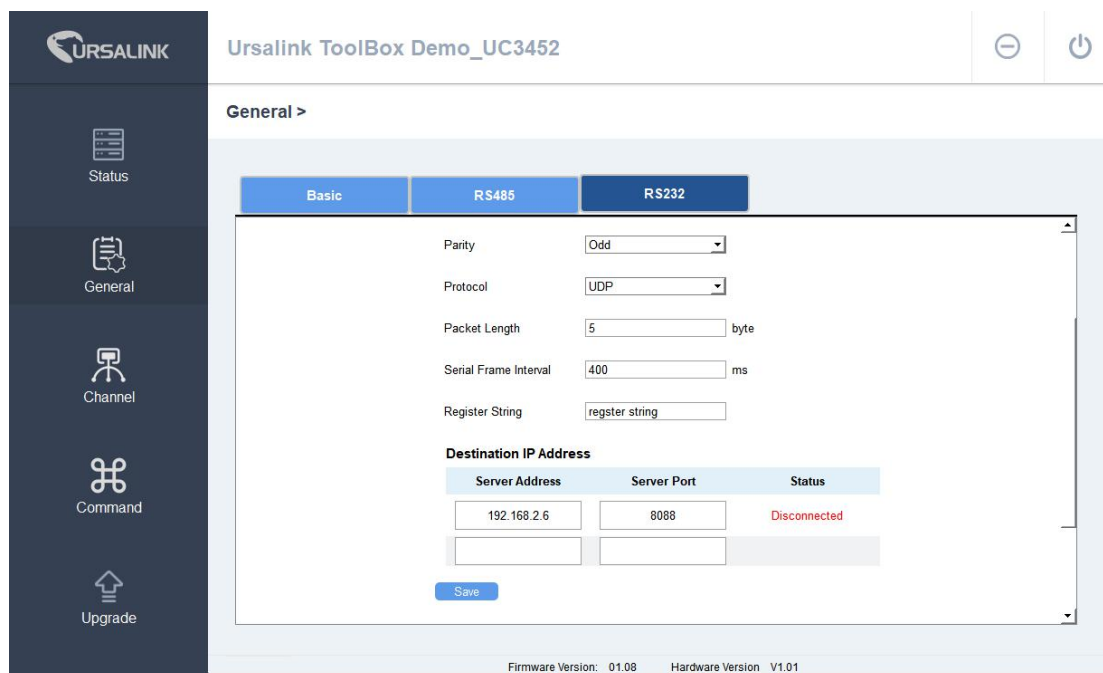 URSALINK
Ursalink ToolBox Demo_UC3452
General >
Status
General
Channel
Command
Upgrade
Basic RS485 RS232
Parity Odd
Protocol UDP
Packet Length 5 byte
Serial Frame Interval 400 ms
Register String regster string
Destination IP Address
Server Address Server Port Status
192.168.2.6 8088 Disconnected
Save
Firmware Version: 01.08 Hardware Version V1.01